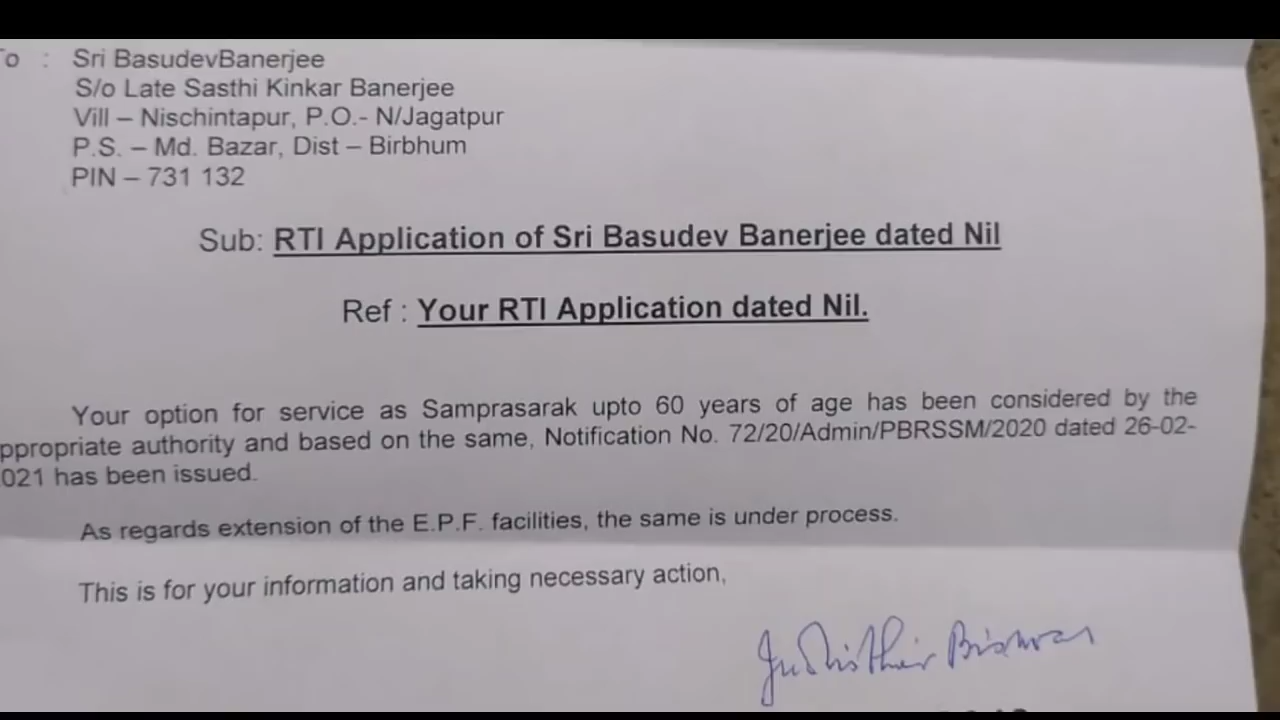 To : Sri BasudevBanerjee
S/o Late Sasthi Kinkar Banerjee
Vill – Nischintapur, P.O.- N/Jagatpur
P.S. – Md. Bazar, Dist – Birbhum
PIN – 731 132
Sub: RTI Application of Sri Basudev Banerjee dated Nil
Ref : Your RTI Application dated Nil.
Your option for service as Samprasarak upto 60 years of age has been considered by the
ppropriate authority and based on the same, Notification No. 72/20/Admin/PBRSSM/2020 dated 26-02-
021 has been issued.
As regards extension of the E.P.F. facilities, the same is under process.
This is for your information and taking necessary action,
Judhisthir Biswas